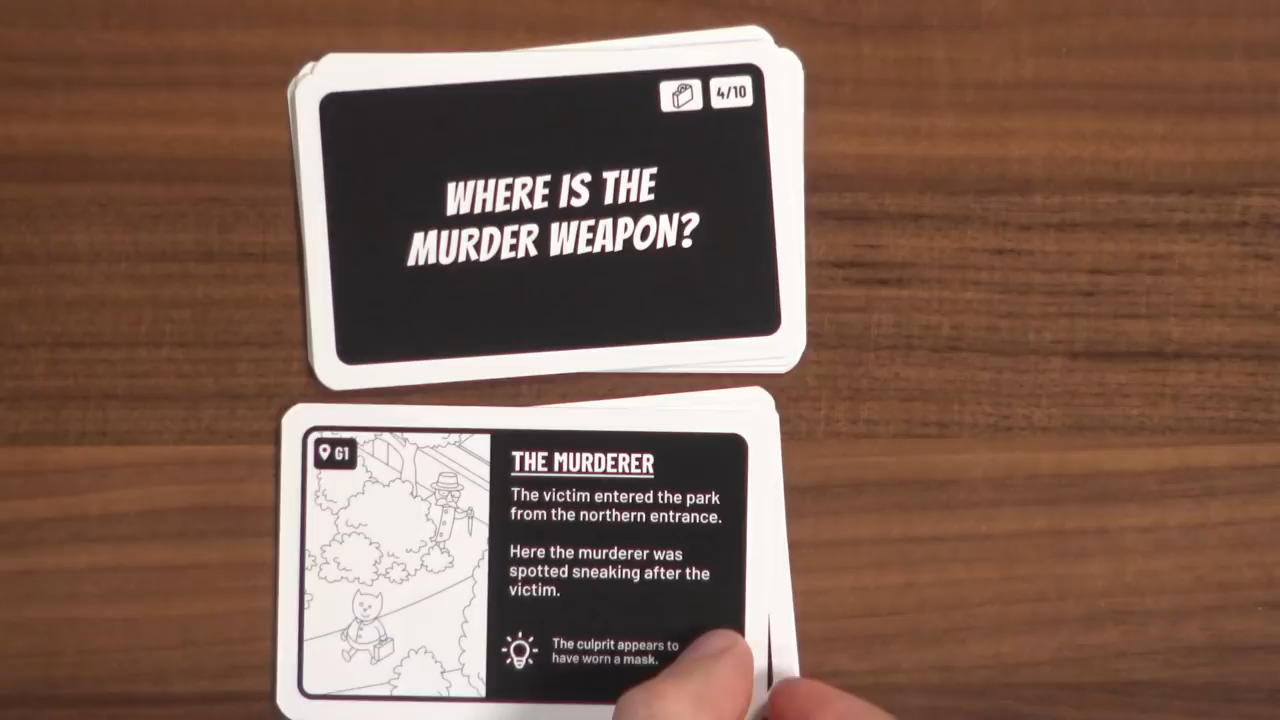 4/10
WHERE IS THE
MURDER WEAPON?
G1
THE MURDERER
The victim entered the park
from the northern entrance.
Here the murderer was
spotted sneaking after the
victim.
The culprit appears to
have worn a mask.